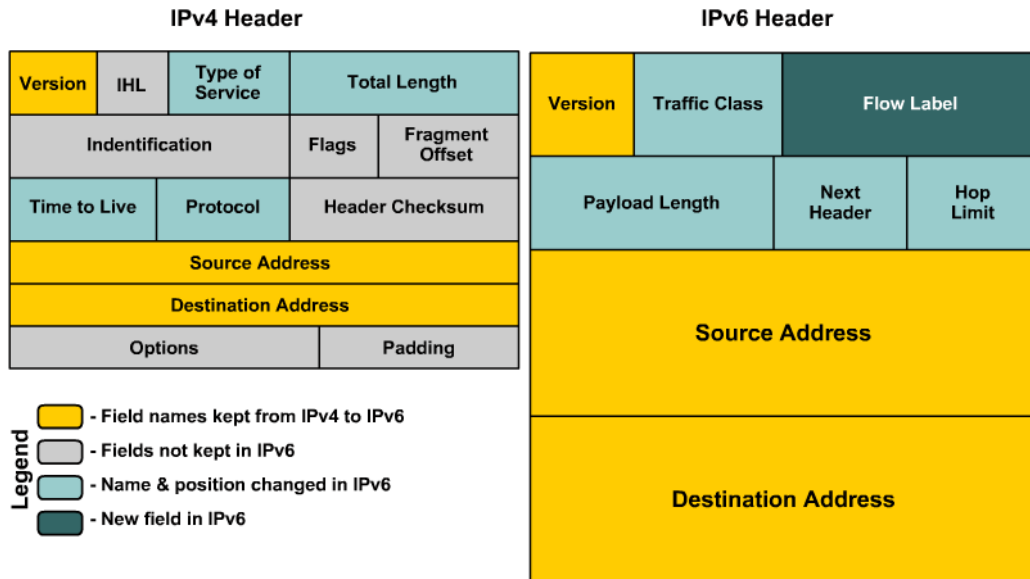 IPv4 Header
Version IHL Type of Service Total Length
Indentification Flags Fragment Offset
Time to Live Protocol Header Checksum
Source Address
Destination Address
Options Padding
Legend
- Field names kept from IPv4 to IPv6
- Fields not kept in IPv6
- Name & position changed in IPv6
- New field in IPv6
IPv6 Header
Version Traffic Class Flow Label
Payload Length Next Header Hop Limit
Source Address
Destination Address